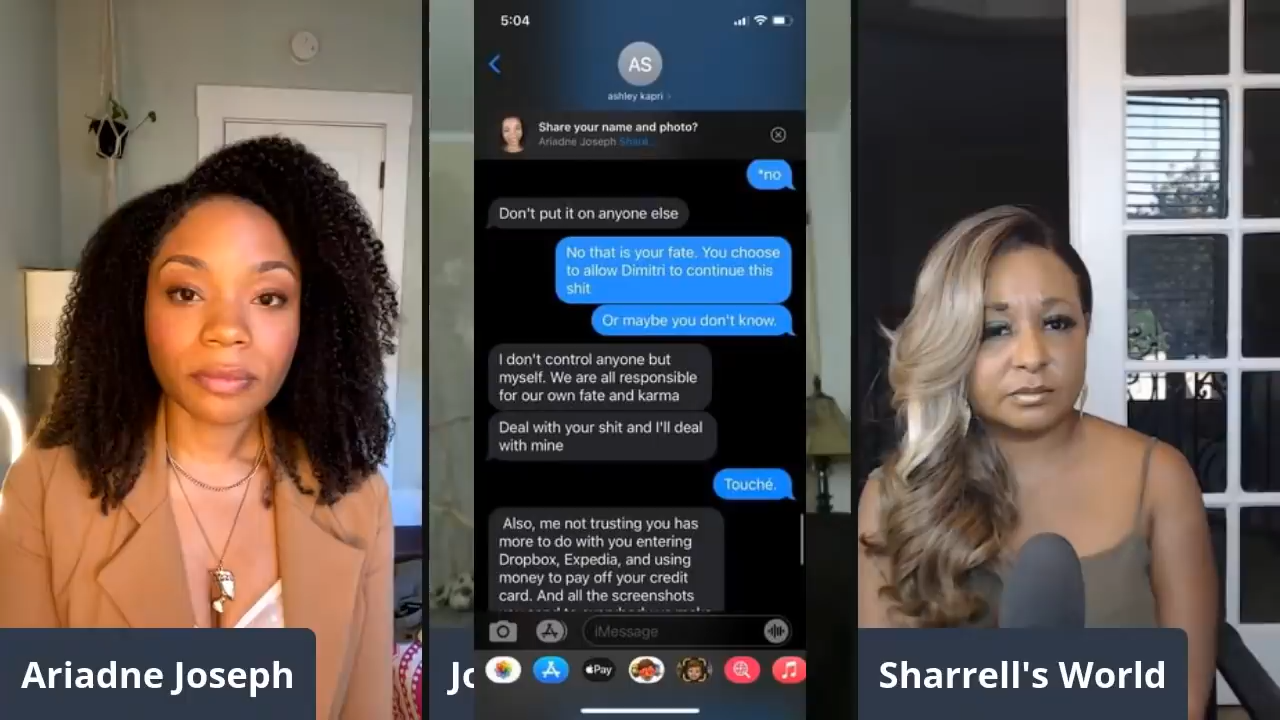 5:04
AS
ashley kapri
Share your name and photo?
Ariadne Joseph Share...
*no
Don't put it on anyone else
No that is your fate. You choose
to allow Dimitri to continue this
shit
Or maybe you don't know.
I don't control anyone but
myself. We are all responsible
for our own fate and karma
Deal with your shit and I'll deal
with mine
Touché.
Also, me not trusting you has
more to do with you entering
Dropbox, Expedia, and using
money to pay off your credit
card. And all the screenshots
iMessage
Pay
Ariadne Joseph
Jo
Sharrell's World